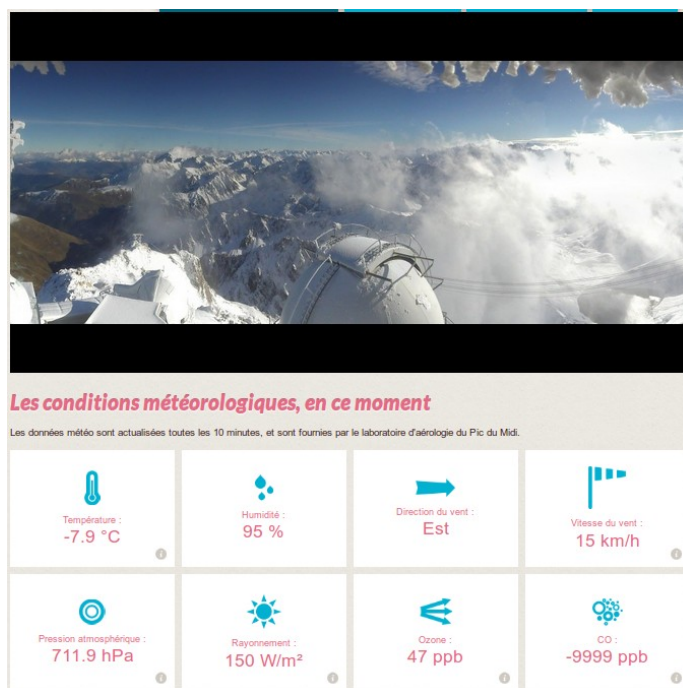 Les conditions météorologiques, en ce moment
Les données météo sont actualisées toutes les 10 minutes, et sont fournies par le laboratoire d'aérologie du Pic du Midi.
Température :
-7.9 °C
Humidité :
95 %
Direction du vent :
Est
Vitesse du vent :
15 km/h
Pression atmosphérique :
711.9 hPa
Rayonnement :
150 W/m²
Ozone :
47 ppb
CO :
-9999 ppb